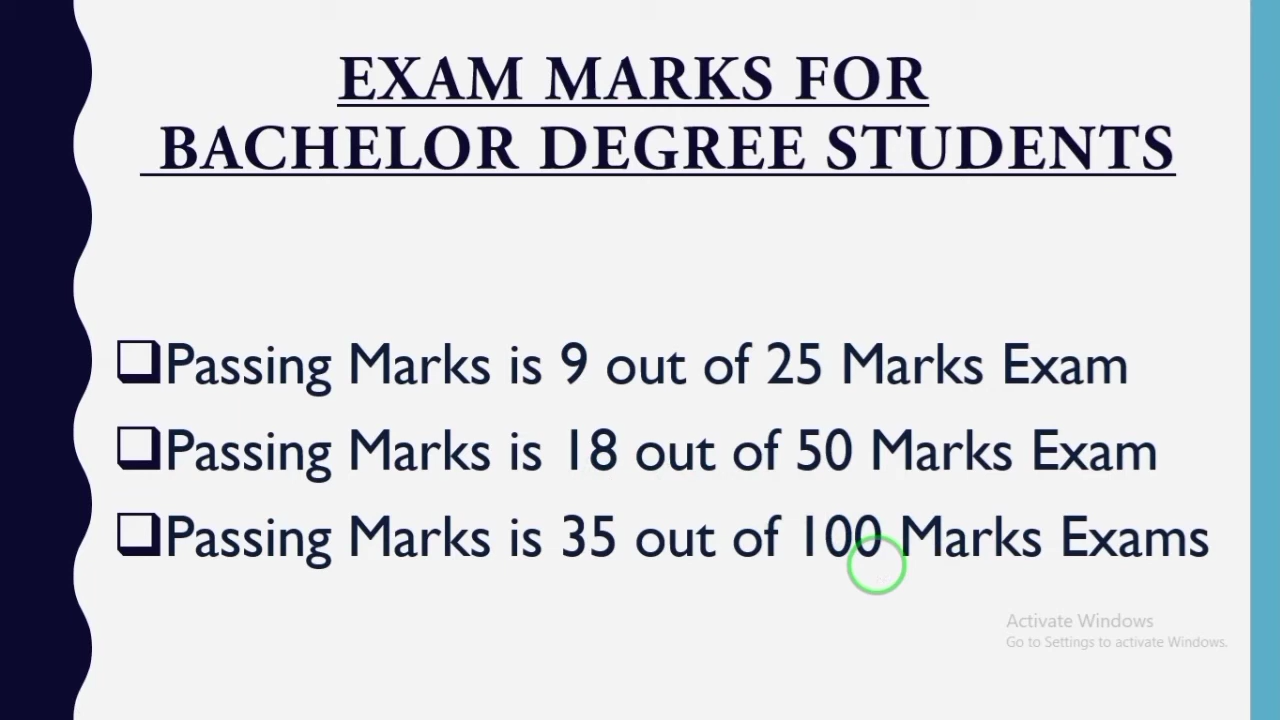 EXAM MARKS FOR
BACHELOR DEGREE STUDENTS
Passing Marks is 9 out of 25 Marks Exam
Passing Marks is 18 out of 50 Marks Exam
Passing Marks is 35 out of 100 Marks Exams
Activate Windows
Go to Settings to activate Windows.